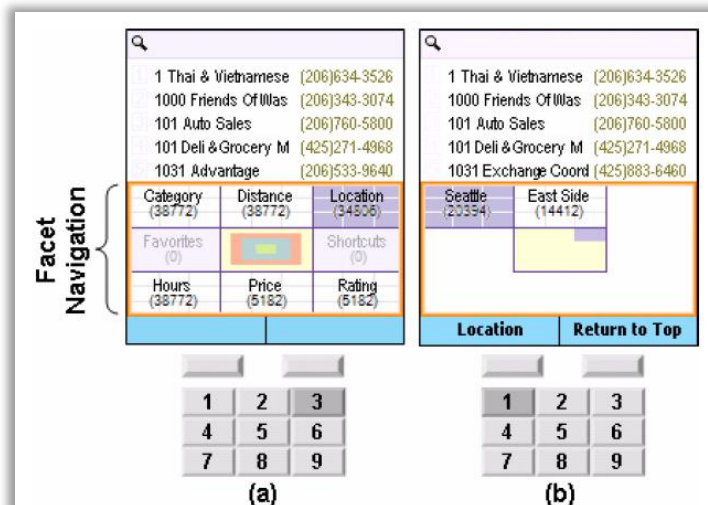 1 Thai & Vietnamese (206)634-3526
1000 Friends Of Was (206)343-3074
101 Auto Sales (206)760-5800
101 Deli & Grocery M (425)271-4968
1031 Advantage (206)533-9640
Facet
Navigation
Category Distance Location
(38772) (38772) (34806)
Favorites Shortcuts
(0) (0)
Hours Price Rating
(38772) (5182) (5182)
1 2 3
4 5 6
7 8 9
(a)
1 Thai & Vietnamese (206)634-3526
1000 Friends Of Was (206)343-3074
101 Auto Sales (206)760-5800
101 Deli & Grocery M (425)271-4968
1031 Exchange Coord (425)883-6460
Seattle East Side
(20394) (14412)
Location Return to Top
1 2 3
4 5 6
7 8 9
(b)